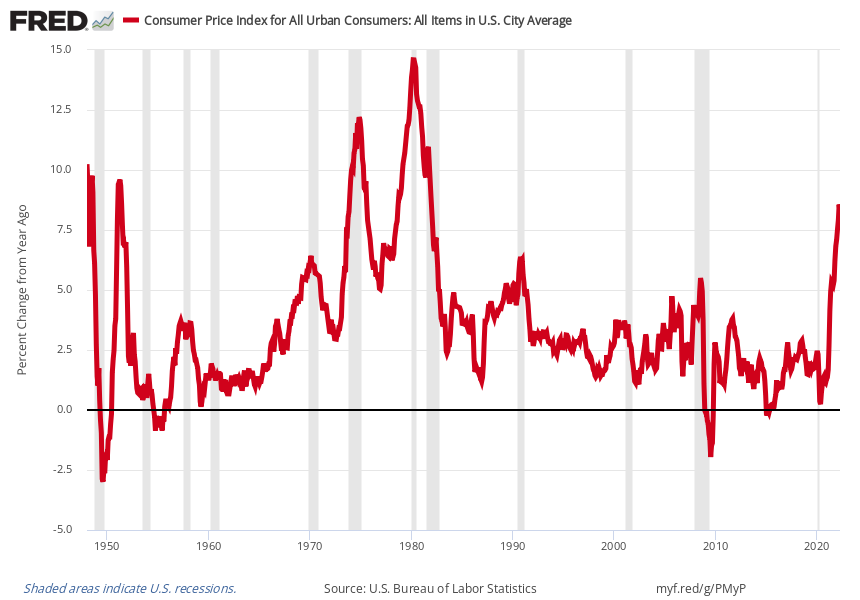 FRED
Consumer Price Index for All Urban Consumers: All Items in U.S. City Average
Percent Change from Year Ago
15.0
12.5
10.0
7.5
5.0
2.5
0.0
-2.5
-5.0
1950 1960 1970 1980 1990 2000 2010 2020
Shaded areas indicate U.S. recessions. Source: U.S. Bureau of Labor Statistics myf.red/g/PMyP